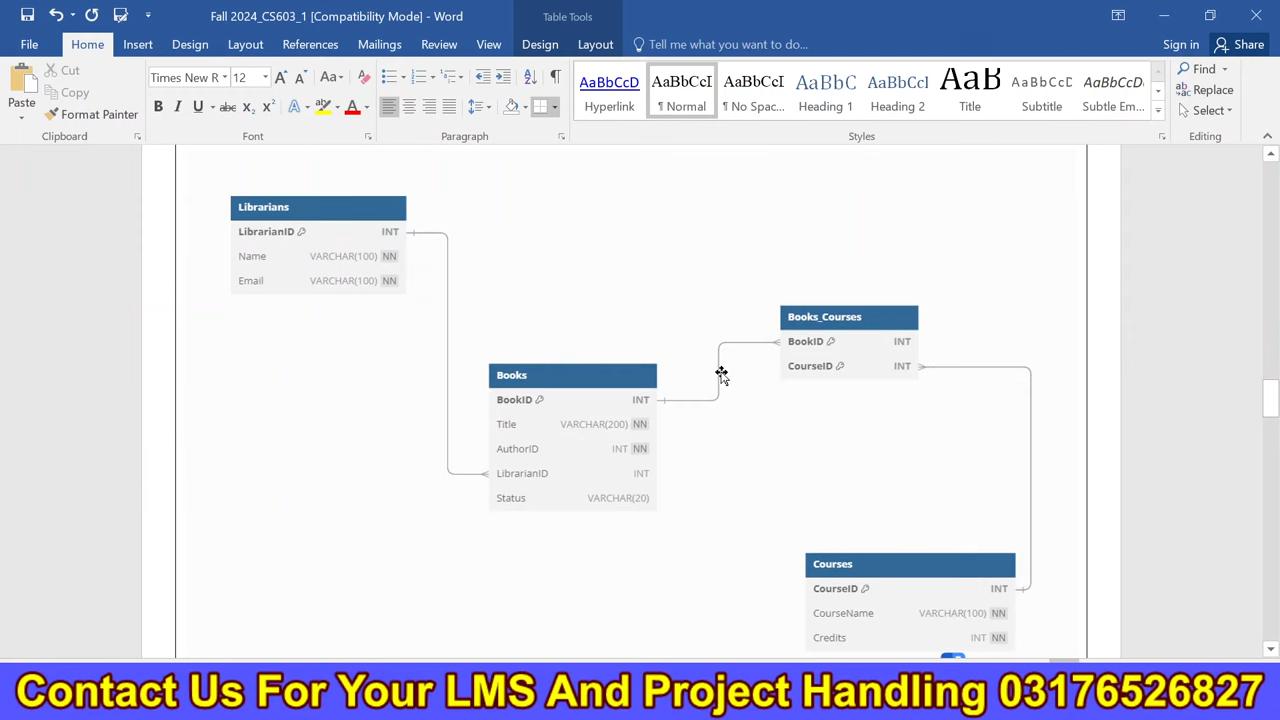 Fall 2024_CS603_1 [Compatibility Mode] - Word
Table Tools
File Home Insert Design Layout References Mailings Review View Design Layout Tell me what you want to do... Sign in Share
Paste
Cut
Copy
Format Painter
Clipboard
Times New R 12
Font
Paragraph
AaBbCcD AaBbCcI AaBbCcI AaBbC AaBbCcI AaB AaBbCcD AaBbCcD
Hyperlink ¶ Normal ¶ No Spac... Heading 1 Heading 2 Title Subtitle Subtle Em...
Styles
Find
Replace
Select
Editing
Librarians
LibrarianID INT
Name VARCHAR(100) NN
Email VARCHAR(100) NN
Books_Courses
BookID INT
CourseID INT
Books
BookID INT
Title VARCHAR(200) NN
AuthorID INT NN
LibrarianID INT
Status VARCHAR(20)
Courses
CourseID INT
CourseName VARCHAR(100) NN
Credits INT NN
Contact Us For Your LMS And Project Handling 03176526827